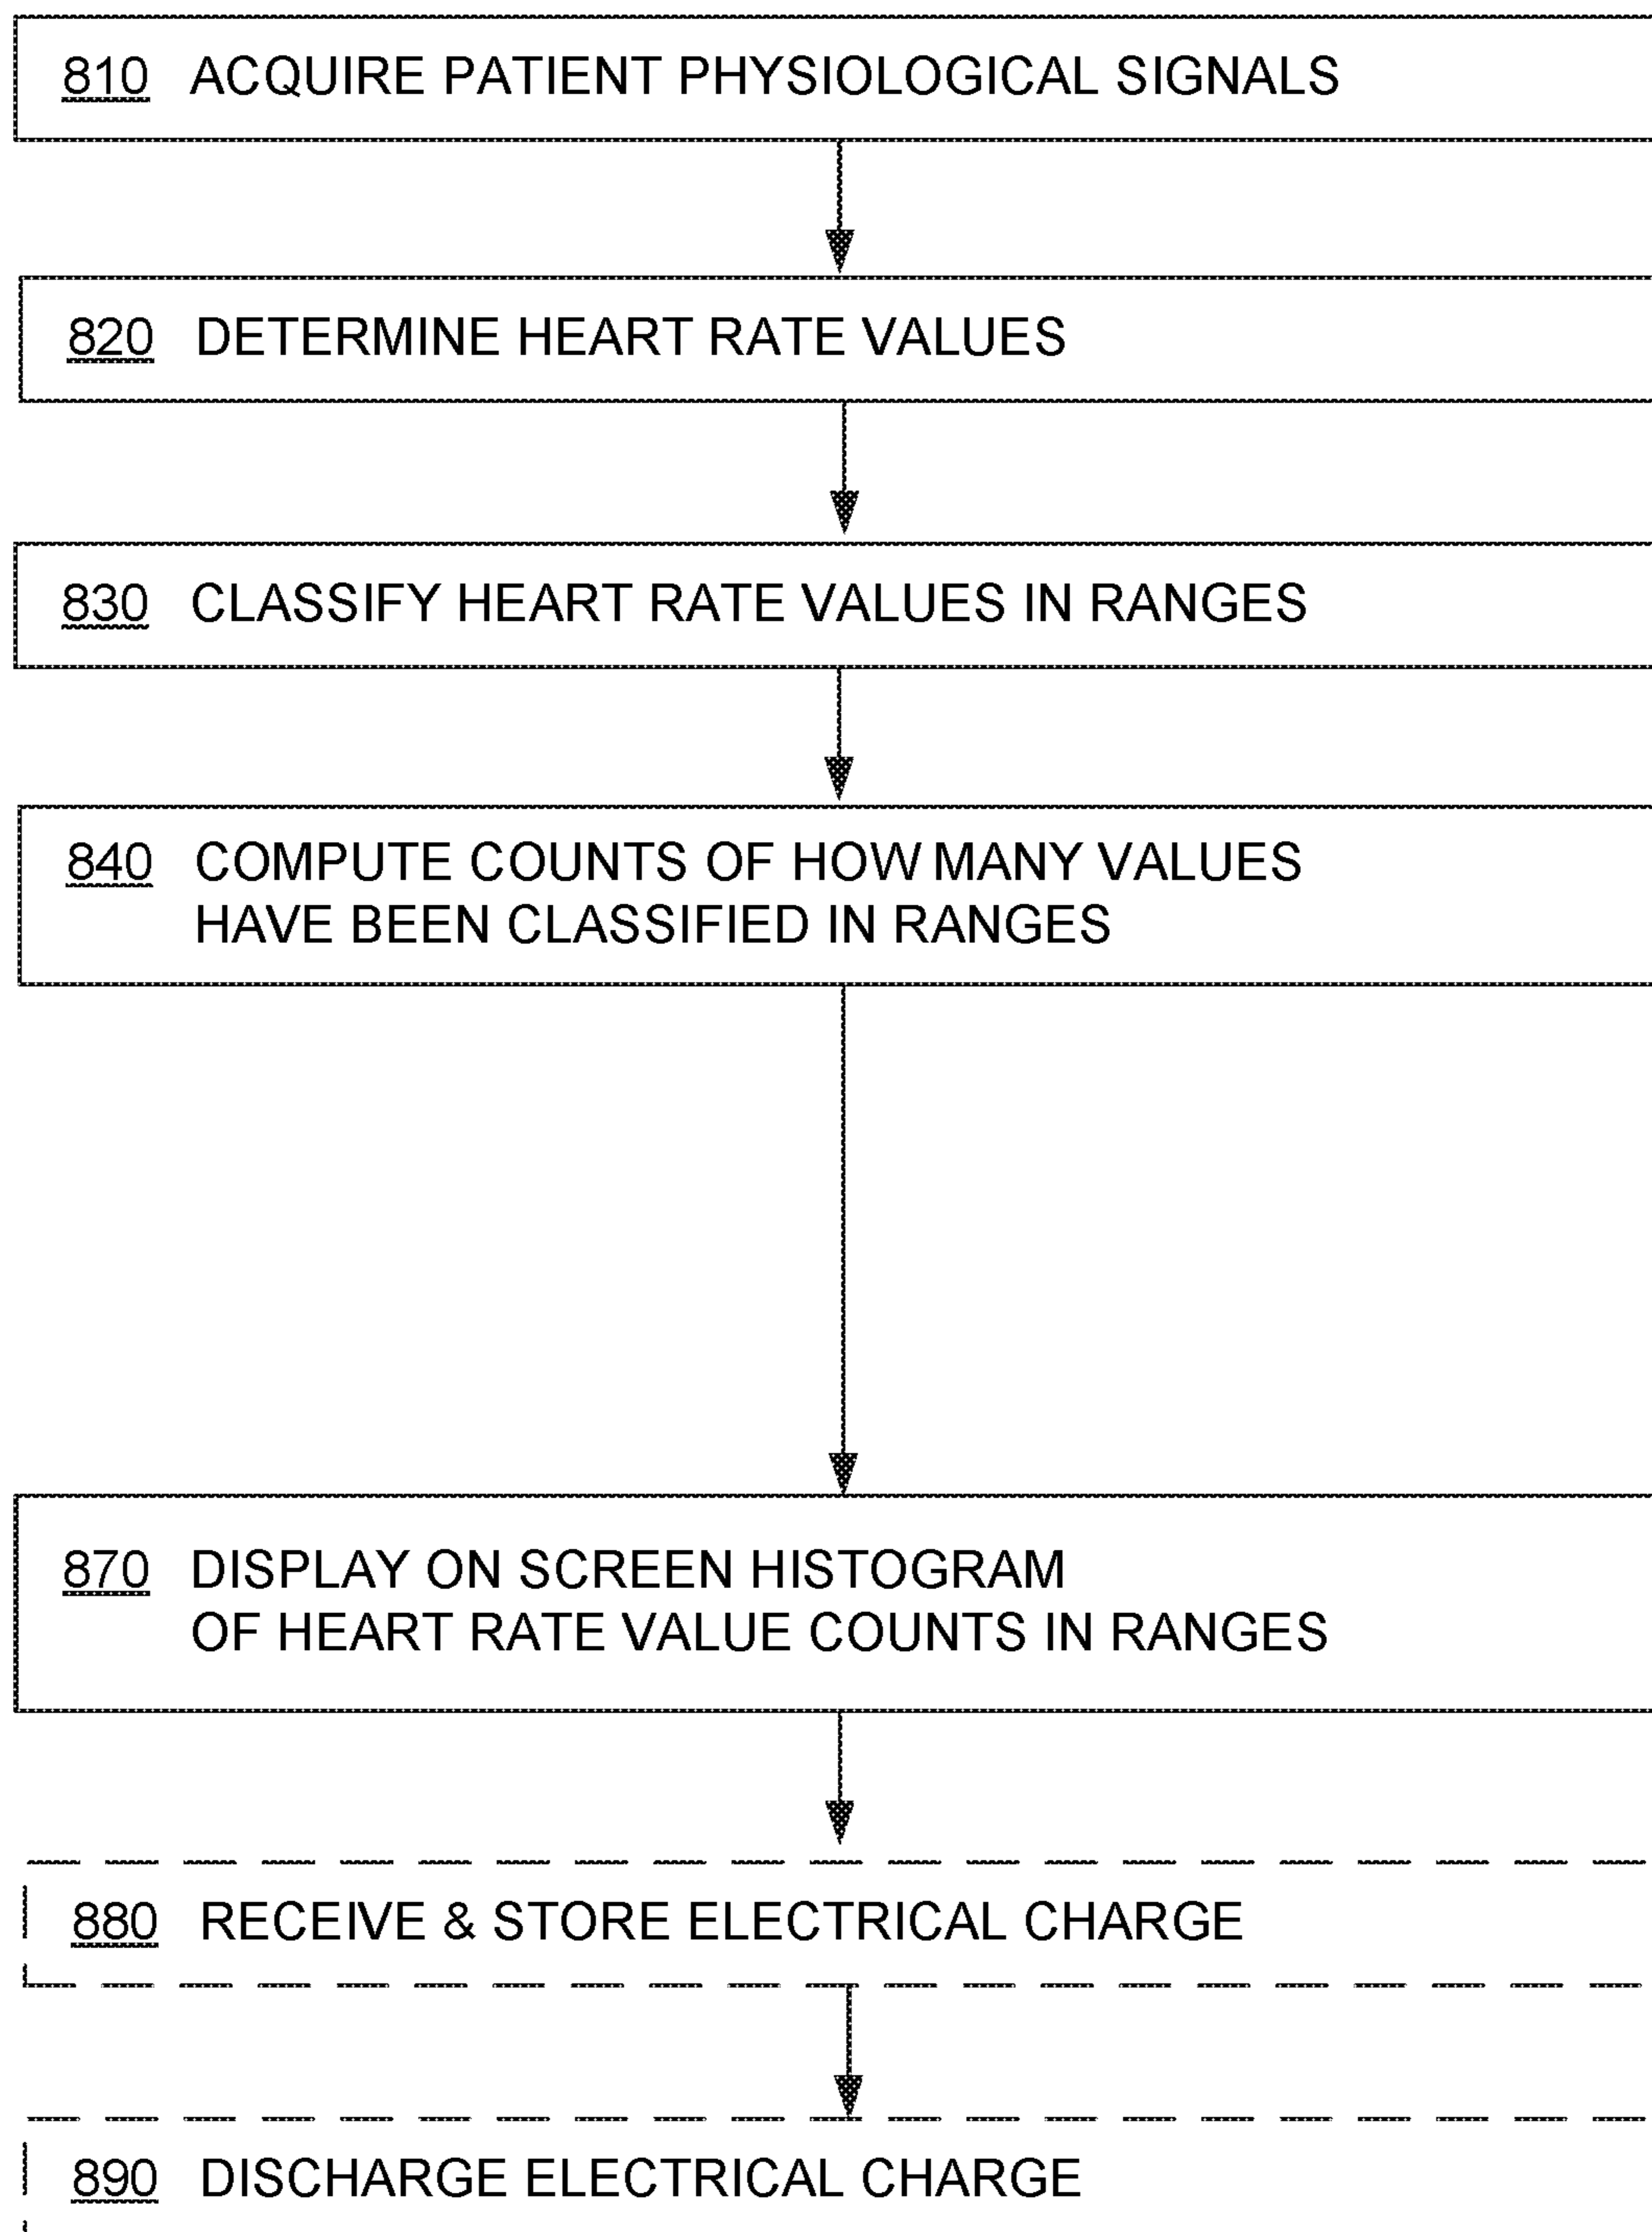 810 ACQUIRE PATIENT PHYSIOLOGICAL SIGNALS
820 DETERMINE HEART RATE VALUES
830 CLASSIFY HEART RATE VALUES IN RANGES
840 COMPUTE COUNTS OF HOW MANY VALUES
HAVE BEEN CLASSIFIED IN RANGES
870 DISPLAY ON SCREEN HISTOGRAM
OF HEART RATE VALUE COUNTS IN RANGES
880 RECEIVE & STORE ELECTRICAL CHARGE
890 DISCHARGE ELECTRICAL CHARGE